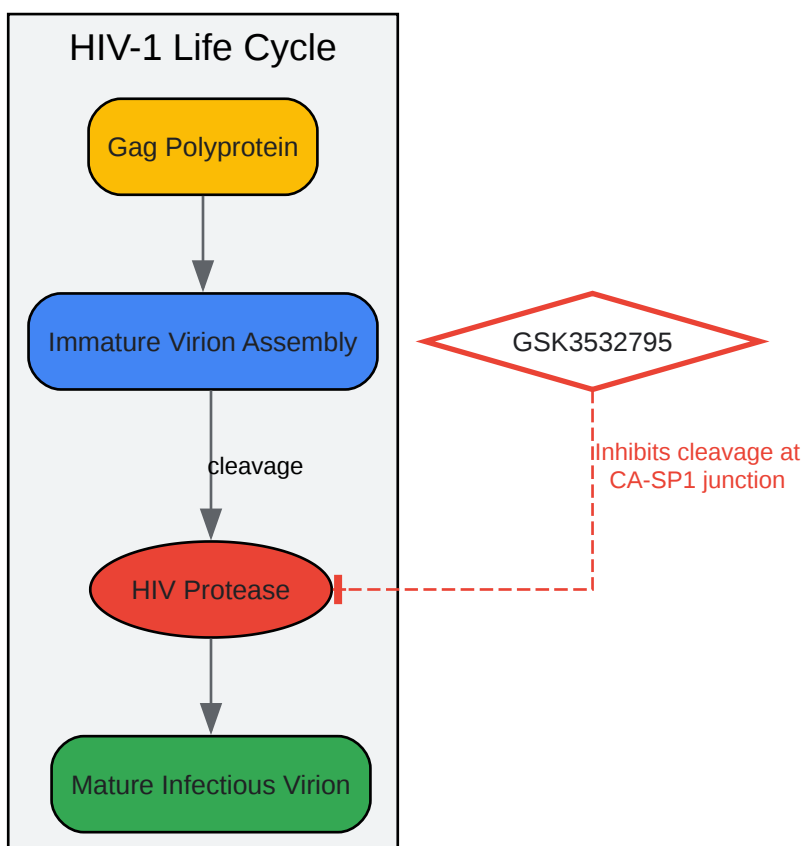 HIV-1 Life Cycle
Gag Polyprotein
Immature Virion Assembly
GSK3532795
cleavage
Inhibits cleavage at
CA-SP1 junction
HIV Protease
Mature Infectious Virion